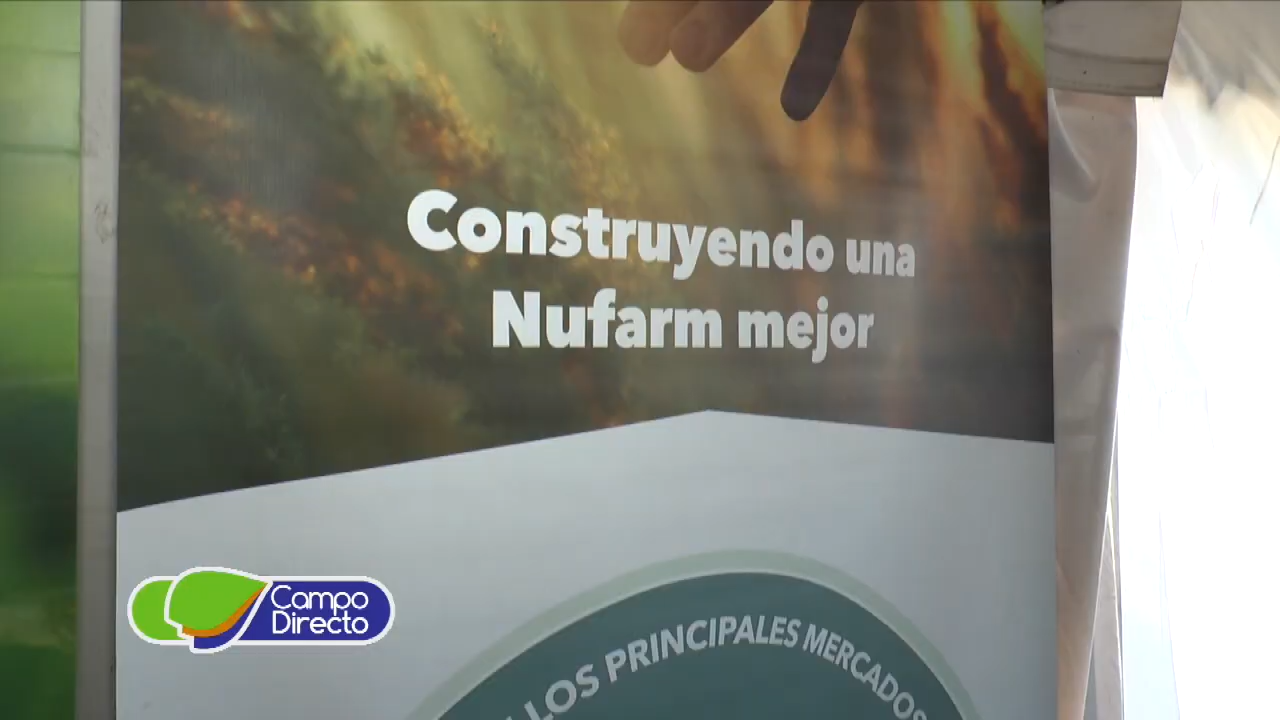 Construyendo una
Nufarm mejor
LOS PRINCIPALES MERCADOS
Campo
Directo